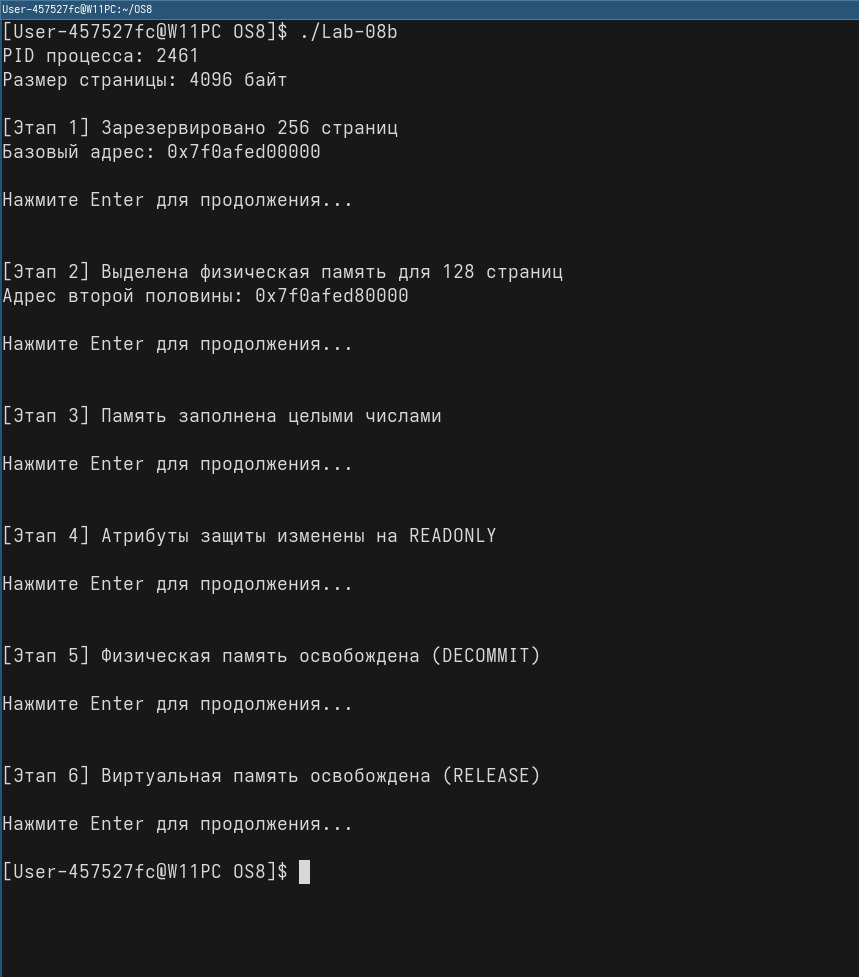 User-457527fc@W11PC:~/OS8
[User-457527fc@W11PC OS8]$ ./Lab-08b
PID процесса: 2461
Размер страницы: 4096 байт
[Этап 1] Зарезервировано 256 страниц
Базовый адрес: 0x7f0afed00000
Нажмите Enter для продолжения...
[Этап 2] Выделена физическая память для 128 страниц
Адрес второй половины: 0x7f0afed80000
Нажмите Enter для продолжения...
[Этап 3] Память заполнена целыми числами
Нажмите Enter для продолжения...
[Этап 4] Атрибуты защиты изменены на READONLY
Нажмите Enter для продолжения...
[Этап 5] Физическая память освобождена (DECOMMIT)
Нажмите Enter для продолжения...
[Этап 6] Виртуальная память освобождена (RELEASE)
Нажмите Enter для продолжения...
[User-457527fc@W11PC OS8]$